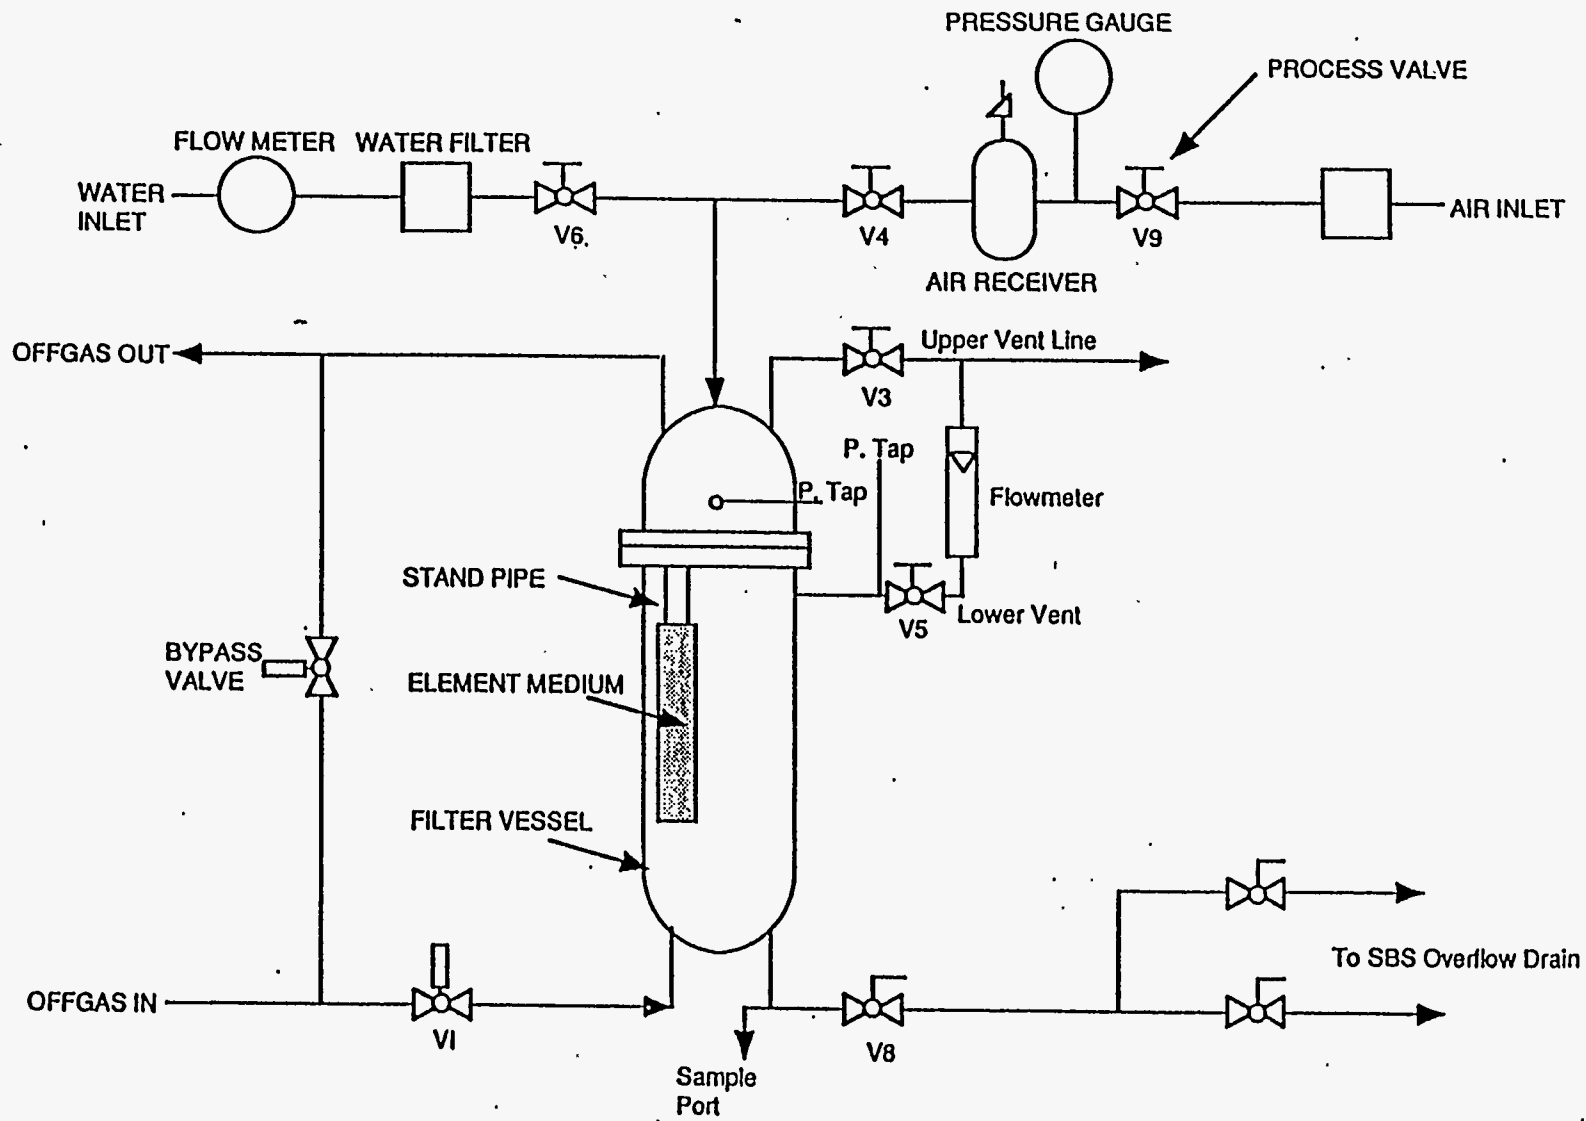 PRESSURE GAUGE
PROCESS VALVE
FLOW METER
WATER FILTER
WATER
INLET
V6
V4
V9
AIR INLET
AIR RECEIVER
OFFGAS OUT
Upper Vent Line
V3
P. Tap
P. Tap
Flowmeter
STAND PIPE
Lower Vent
V5
BYPASS
VALVE
ELEMENT MEDIUM
FILTER VESSEL
To SBS Overflow Drain
OFFGAS IN
V1
V8
Sample
Port